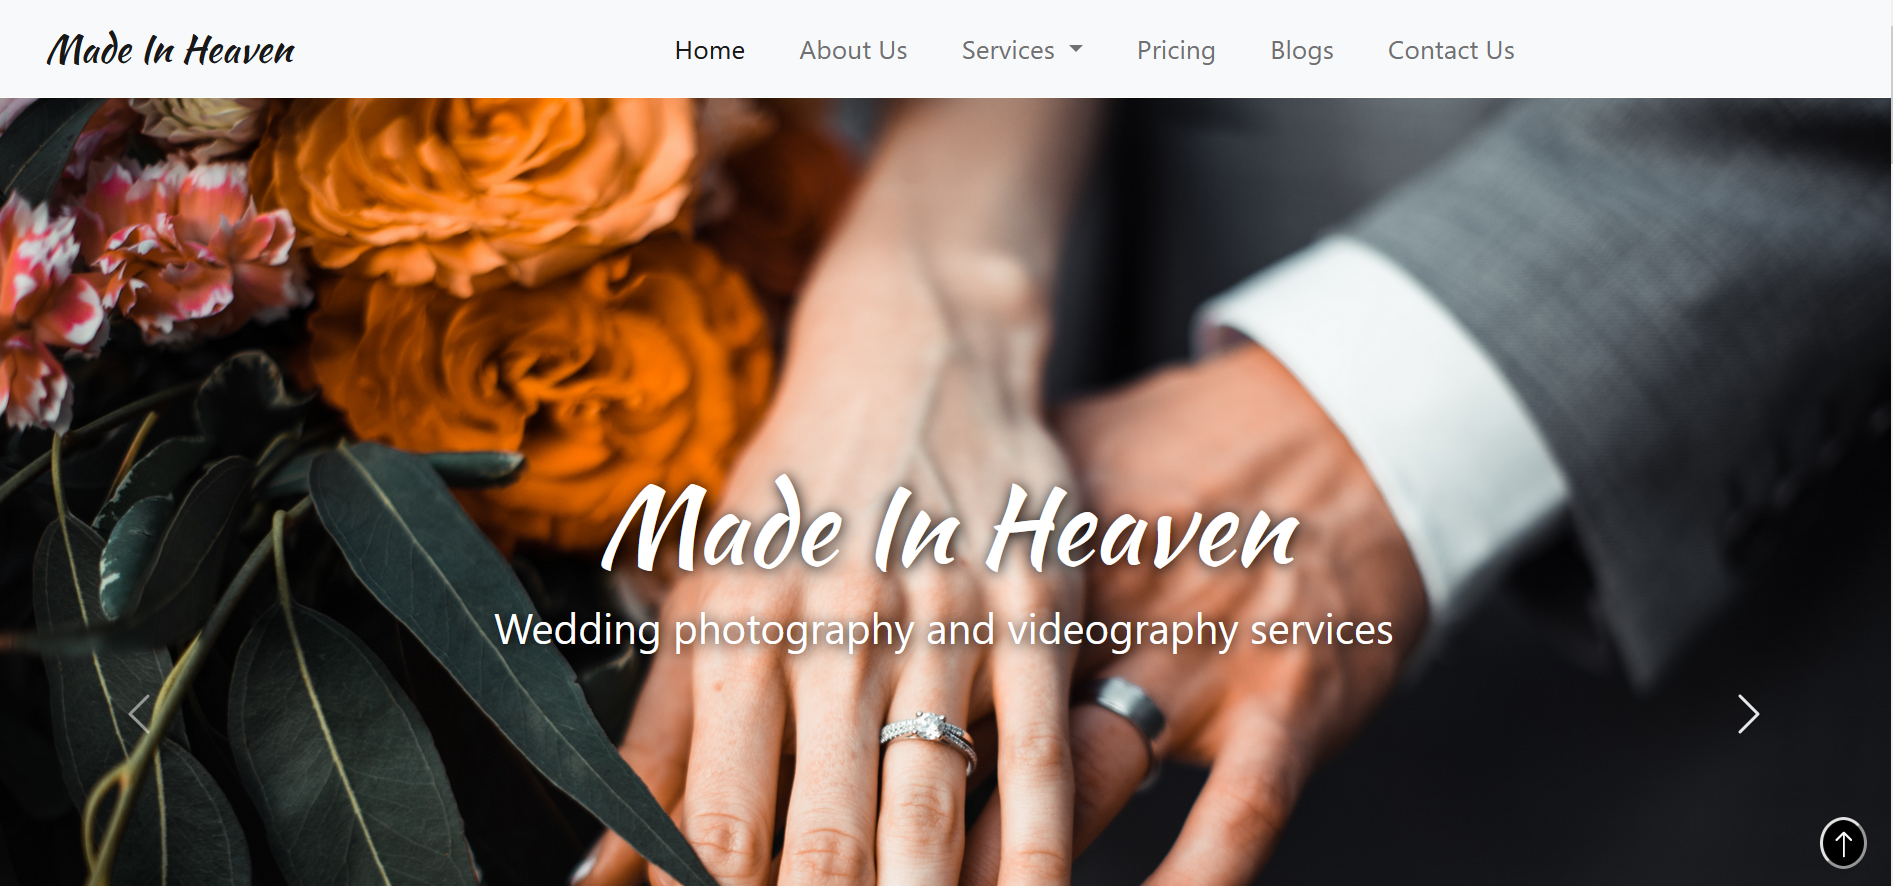 Made In Heaven
Home About Us Services Pricing Blogs Contact Us
Made In Heaven
Wedding photography and videography services